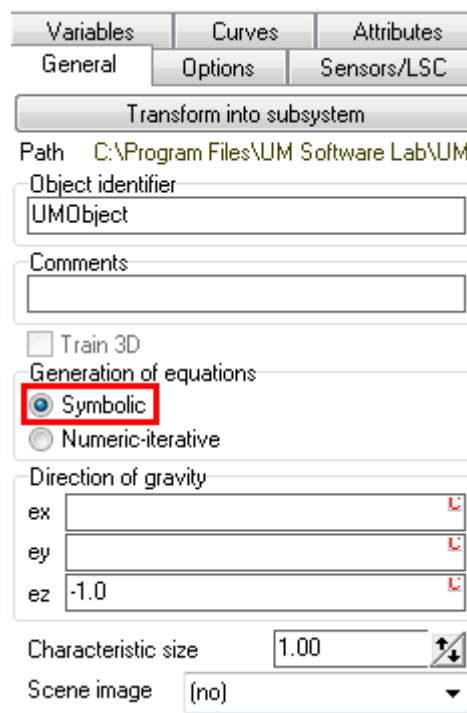 Variables Curves Attributes
General Options Sensors/LSC
Transform into subsystem
Path C:\Program Files\UM Software Lab\UM
Object identifier
UMObject
Comments
Train 3D
Generation of equations
Symbolic
Numeric-iterative
Direction of gravity
ex C
ey C
ez -1.0 C
Characteristic size 1.00
Scene image (no)